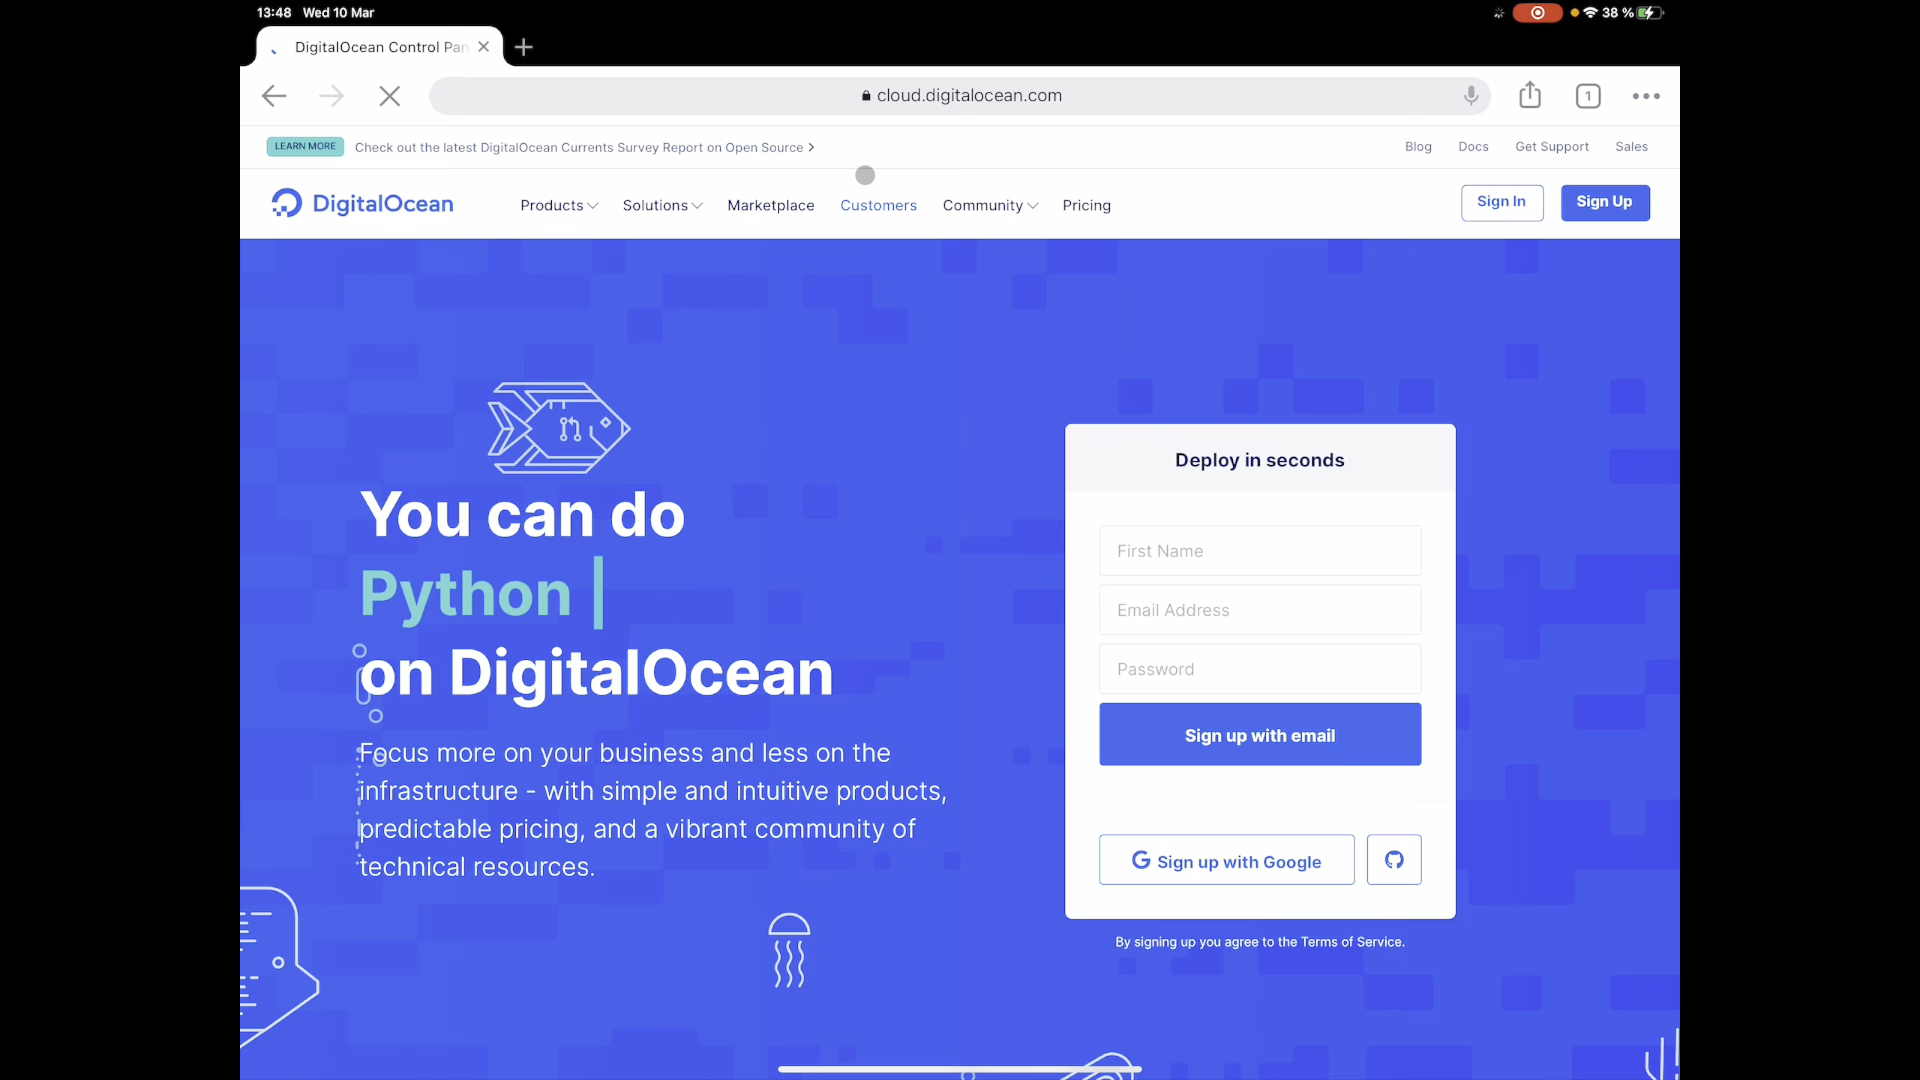 13:48 Wed 10 Mar
38 %
DigitalOcean Control Pan
cloud.digitalocean.com
1
LEARN MORE Check out the latest DigitalOcean Currents Survey Report on Open Source
Blog Docs Get Support Sales
DigitalOcean Products Solutions Marketplace Customers Community Pricing Sign In Sign Up
You can do
Python |
on DigitalOcean
Focus more on your business and less on the
infrastructure - with simple and intuitive products,
predictable pricing, and a vibrant community of
technical resources.
Deploy in seconds
First Name
Email Address
Password
Sign up with email
Sign up with Google
By signing up you agree to the Terms of Service.